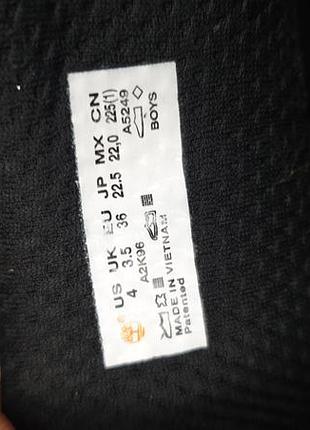 US UK EU JP MX CN
4 3.5 36 22.5 22,0 225(1)
A2K96 A5249
MADE IN VIETNAM BOYS
Patented